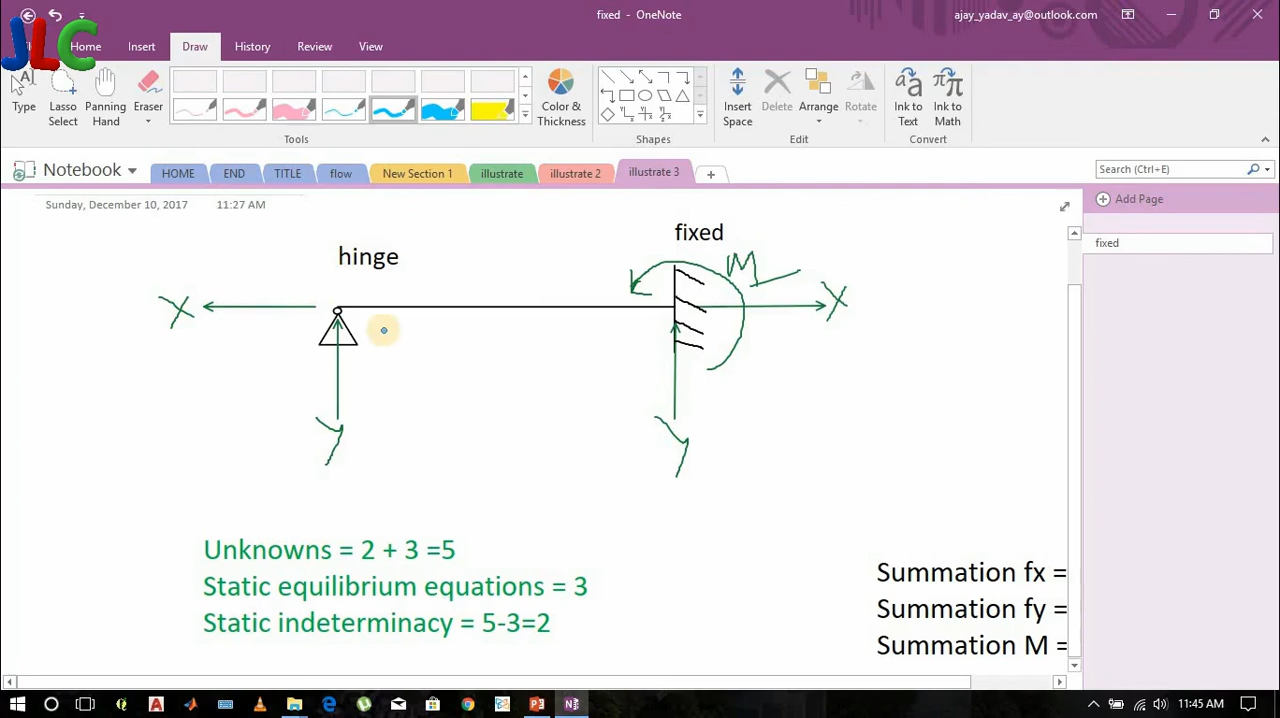 fixed - OneNote
ajay_yadav_ay@outlook.com
JLC
Home Insert Draw History Review View
Type
Lasso Select
Panning Hand
Eraser
Color & Thickness
Insert Space
Delete
Arrange
Rotate
Ink to Text
Ink to Math
Tools
Shapes
Edit
Convert
Notebook
HOME
END
TITLE
flow
New Section 1
illustrate
illustrate 2
illustrate 3
Search (Ctrl+E)
Sunday, December 10, 2017 11:27 AM
Add Page
fixed
fixed
hinge
M
X
X
Y
Y
Unknowns = 2 + 3 =5
Static equilibrium equations = 3
Static indeterminacy = 5-3=2
Summation fx =
Summation fy =
Summation M =
11:45 AM